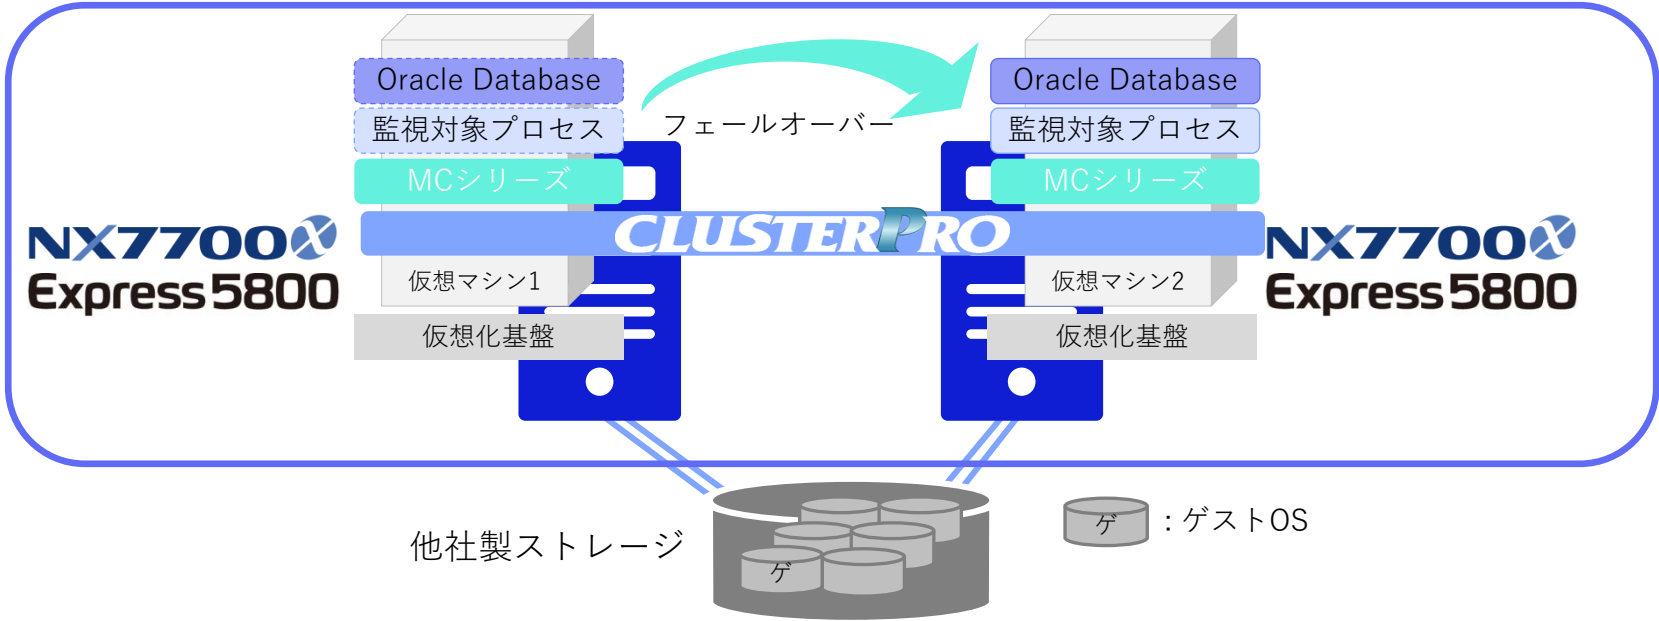 Oracle Database
監視対象プロセス
MCシリーズ
フェールオーバー
Oracle Database
監視対象プロセス
MCシリーズ
CLUSTERPRO
NX7700x
Express5800
仮想マシン1
仮想化基盤
仮想マシン2
仮想化基盤
NX7700x
Express5800
他社製ストレージ
ゲ
ゲ
：ゲストOS